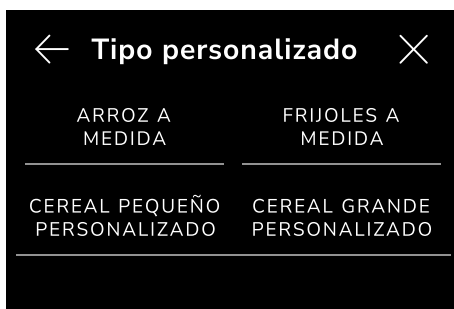 Tipo personalizado
ARROZ A
MEDIDA
FRIJOLES A
MEDIDA
CEREAL PEQUEÑO
PERSONALIZADO
CEREAL GRANDE
PERSONALIZADO